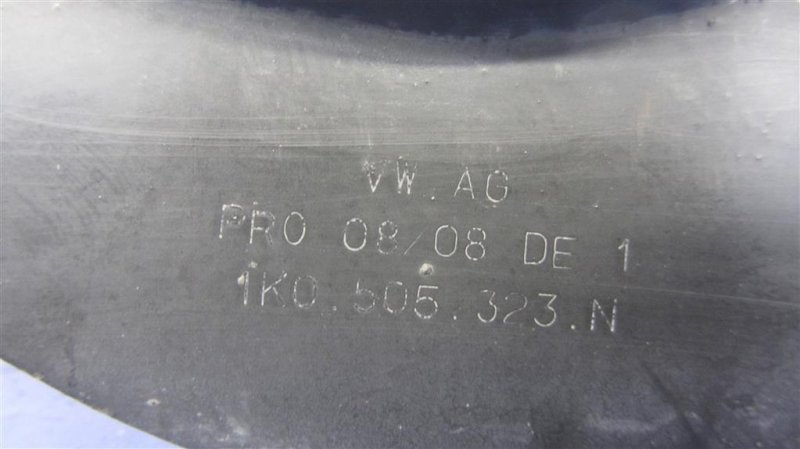 VW.AG
PRO 08/08 DE 1
1K0.505.323.N